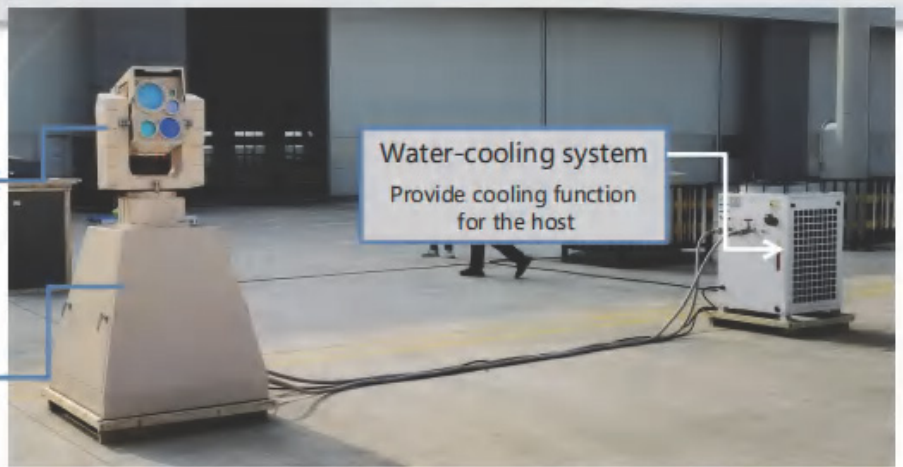 Water-cooling system
Provide cooling function
for the host